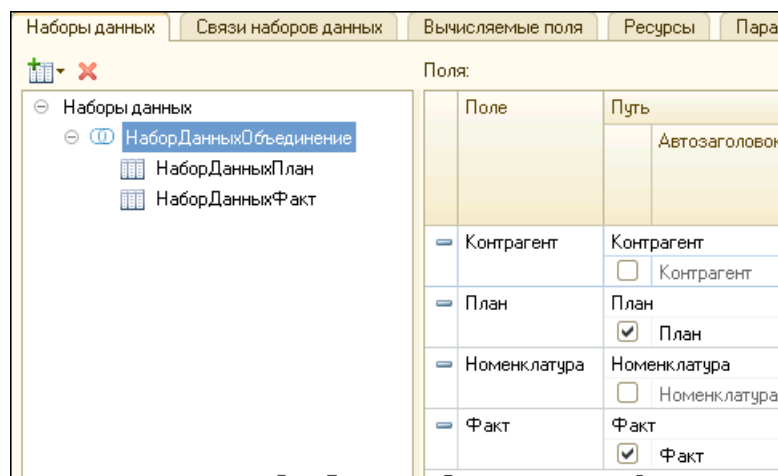 Наборы данных Связи наборов данных Вычисляемые поля Ресурсы Пара
Поля:
Наборы данных
НаборДанныхОбъединение
НаборДанныхПлан
НаборДанныхФакт
Поле Путь
Автозаголовок
Контрагент Контрагент
Контрагент
План План
План
Номенклатура Номенклатура
Номенклатура
Факт Факт
Факт